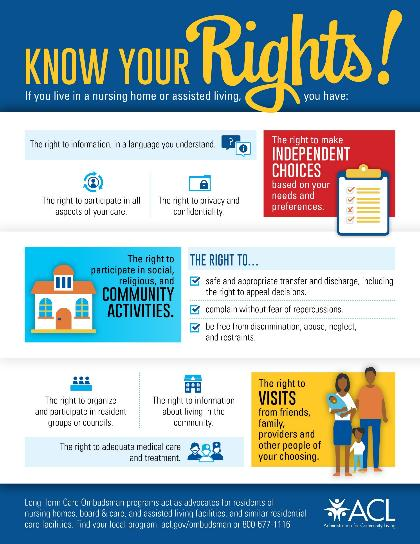 KNOW YOUR Rights!
If you live in a nursing home or assisted living, you have:
The right to information, in a language you understand.
The right to make
INDEPENDENT
CHOICES
based on your
needs and
preferences.
The right to participate in all
aspects of your care.
The right to privacy and
confidentiality.
The right to
participate in social,
religious, and
COMMUNITY
ACTIVITIES.
THE RIGHT TO...
safe and appropriate transfer and discharge, including
the right to appeal decisions.
complain without fear of repercussions.
be free from discrimination, abuse, neglect,
and restraints.
The right to organize
and participate in resident
groups or councils.
The right to information
about living in the
community.
The right to adequate medical care
and treatment.
The right to
VISITS
from friends,
family,
providers and
other people of
your choosing.
Long-Term Care Ombudsman programs act as advocates for residents of
nursing homes, board & care, and assisted living facilities, and similar residential
care facilities. Find your local program: acl.gov/ombudsman or 800-677-1116
ACL
Administration for Community Living